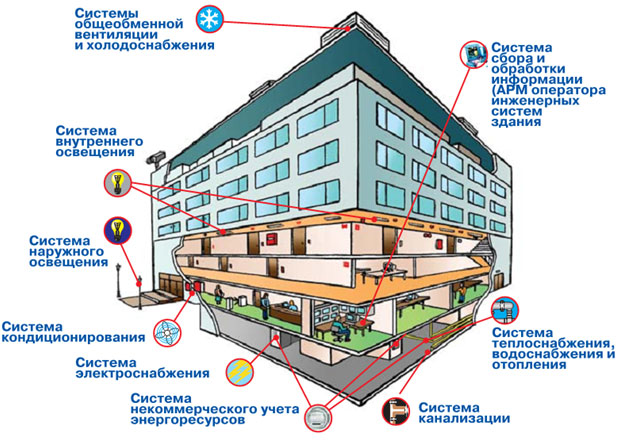 Системы
общеобменной
вентиляции
и холодоснабжения
Система
сбора и
обработки
информации
(АРМ оператора
инженерных
систем
здания
Система
внутреннего
освещения
Система
наружного
освещения
Система
кондиционирования
Система
электроснабжения
Система
некоммерческого учета
энергоресурсов
Система
теплоснабжения,
водоснабжения и
отопления
Система
канализации